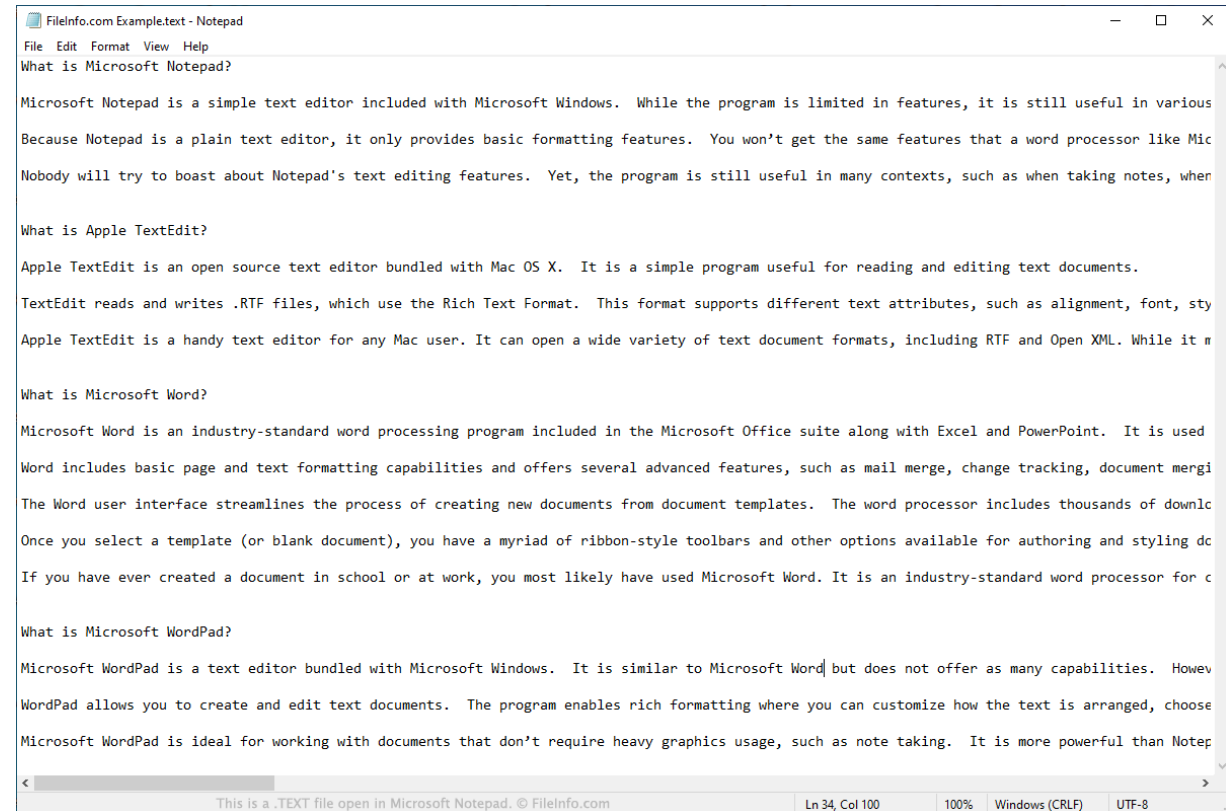 FileInfo.com Example.text - Notepad
File Edit Format View Help
What is Microsoft Notepad?
Microsoft Notepad is a simple text editor included with Microsoft Windows.  While the program is limited in features, it is still useful in various
Because Notepad is a plain text editor, it only provides basic formatting features.  You won’t get the same features that a word processor like Mic
Nobody will try to boast about Notepad's text editing features.  Yet, the program is still useful in many contexts, such as when taking notes, when
What is Apple TextEdit?
Apple TextEdit is an open source text editor bundled with Mac OS X.  It is a simple program useful for reading and editing text documents.
TextEdit reads and writes .RTF files, which use the Rich Text Format.  This format supports different text attributes, such as alignment, font, sty
Apple TextEdit is a handy text editor for any Mac user. It can open a wide variety of text document formats, including RTF and Open XML. While it
What is Microsoft Word?
Microsoft Word is an industry-standard word processing program included in the Microsoft Office suite along with Excel and PowerPoint.  It is used
Word includes basic page and text formatting capabilities and offers several advanced features, such as mail merge, change tracking, document mergi
The Word user interface streamlines the process of creating new documents from document templates.  The word processor includes thousands of downlo
Once you select a template (or blank document), you have a myriad of ribbon-style toolbars and other options available for authoring and styling do
If you have ever created a document in school or at work, you most likely have used Microsoft Word. It is an industry-standard word processor for
What is Microsoft WordPad?
Microsoft WordPad is a text editor bundled with Microsoft Windows.  It is similar to Microsoft Word but does not offer as many capabilities.  Howev
WordPad allows you to create and edit text documents.  The program enables rich formatting where you can customize how the text is arranged, choose
Microsoft WordPad is ideal for working with documents that don’t require heavy graphics usage, such as note taking.  It is more powerful than Notep
This is a .TEXT file open in Microsoft Notepad. © FileInfo.com
Ln 34, Col 100 100% Windows (CRLF) UTF-8